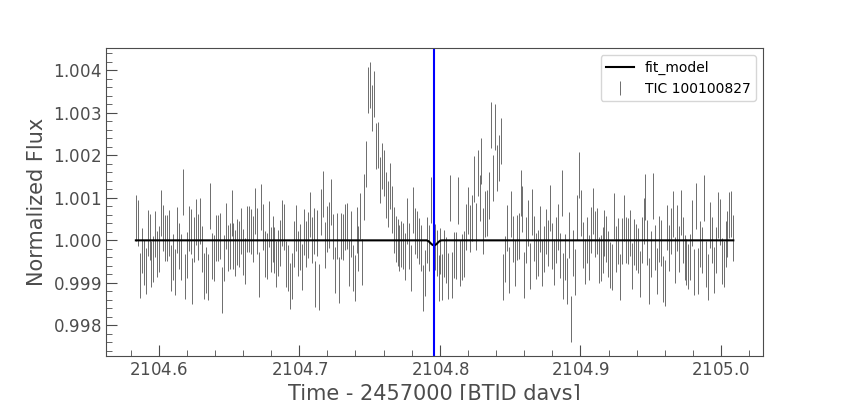 1.004
1.003
1.002
1.001
1.000
0.999
0.998
Normalized Flux
fit_model
TIC 100100827
2104.6 2104.7 2104.8 2104.9 2105.0
Time - 2457000 [BTJD days]